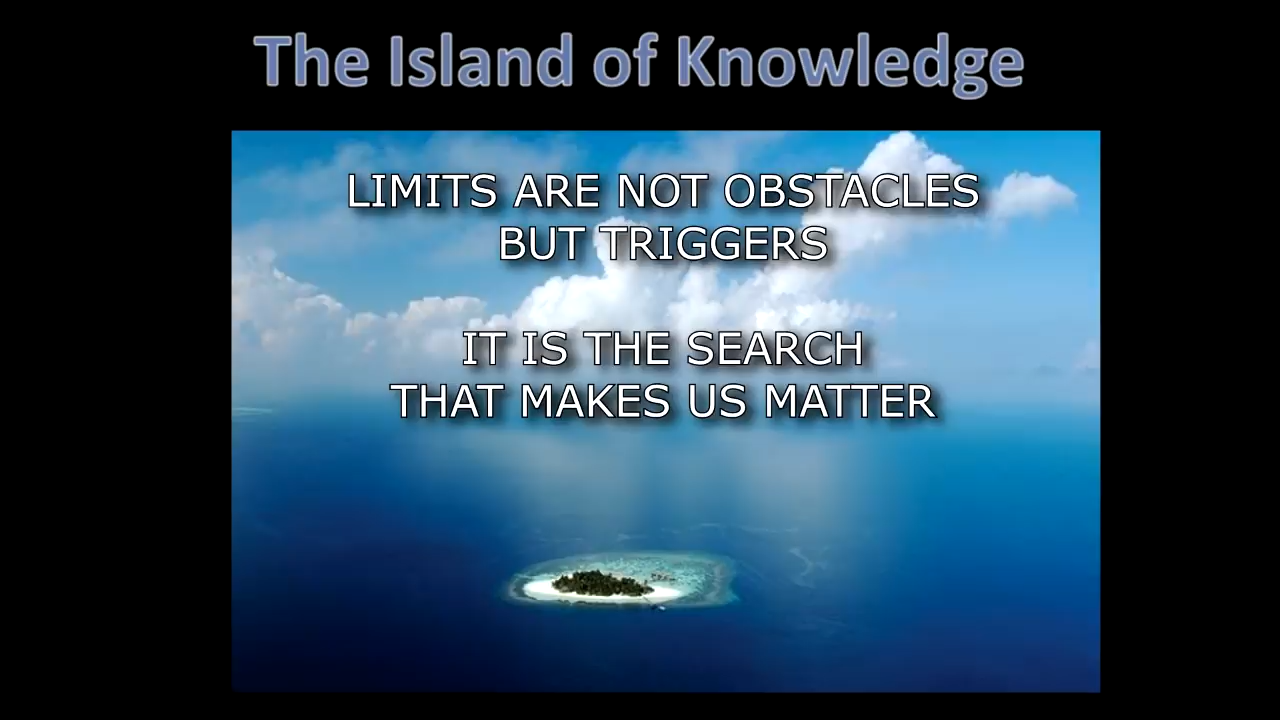 The Island of Knowledge
LIMITS ARE NOT OBSTACLES
BUT TRIGGERS
IT IS THE SEARCH
THAT MAKES US MATTER